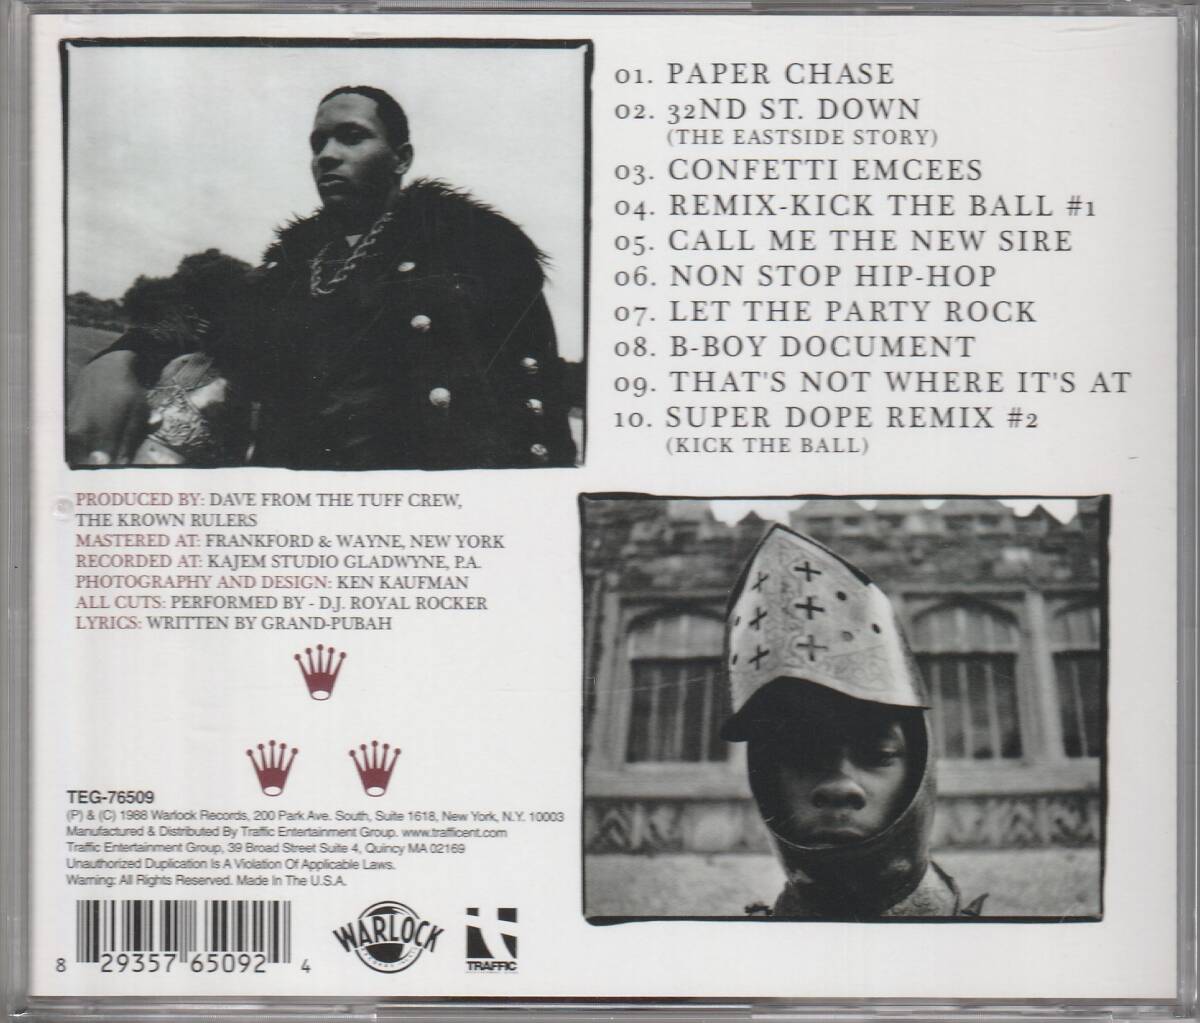 01. PAPER CHASE
02. 32ND ST. DOWN
(THE EASTSIDE STORY)
03. CONFETTI EMCEES
04. REMIX-KICK THE BALL #1
05. CALL ME THE NEW SIRE
06. NON STOP HIP-HOP
07. LET THE PARTY ROCK
08. B-BOY DOCUMENT
09. THAT'S NOT WHERE IT'S AT
10. SUPER DOPE REMIX #2
(KICK THE BALL)
PRODUCED BY: DAVE FROM THE TUFF CREW,
THE KROWN RULERS
MASTERED AT: FRANKFORD & WAYNE, NEW YORK
RECORDED AT: KAJEM STUDIO GLADWYNE, P.A.
PHOTOGRAPHY AND DESIGN: KEN KAUFMAN
ALL CUTS: PERFORMED BY - D.J. ROYAL ROCKER
LYRICS: WRITTEN BY GRAND-PUBAH
TEG-76509
(P) & (C) 1988 Warlock Records, 200 Park Ave. South, Suite 1618, New York, N.Y. 10003
Manufactured & Distributed By Traffic Entertainment Group. www.trafficent.com
Traffic Entertainment Group, 39 Broad Street Suite 4, Quincy MA 02169
Unauthorized Duplication Is A Violation Of Applicable Laws.
Warning: All Rights Reserved. Made In The U.S.A.
8 29357 65092 4
WARLOCK
TRAFFIC